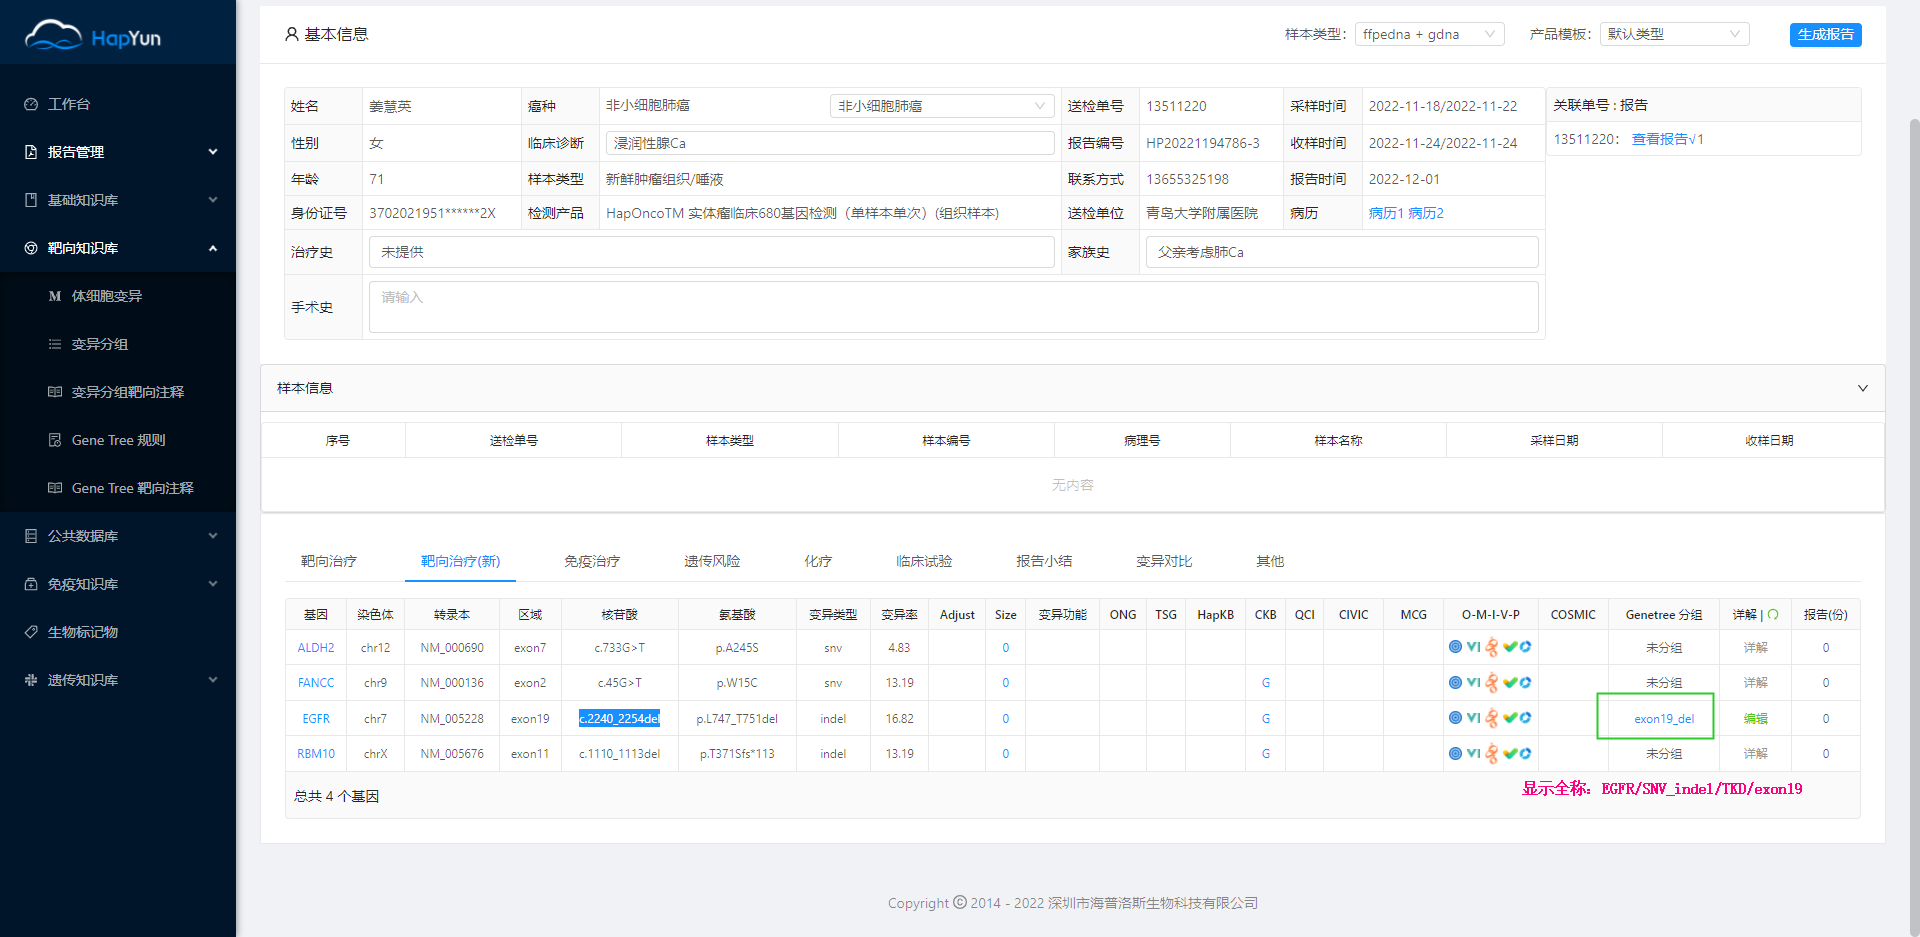 HapYun
工作台
报告管理
基础知识库
靶向知识库
M 体细胞变异
变异分组
变异分组靶向注释
Gene Tree 规则
Gene Tree 靶向注释
公共数据库
免疫知识库
生物标记物
遗传知识库
基本信息 样本类型: ffpedna + gdna 产品模板: 默认类型 生成报告
姓名 姜慧英 癌种 非小细胞肺癌 非小细胞肺癌 送检单号 13511220 采样时间 2022-11-18/2022-11-22
性别 女 临床诊断 浸润性腺Ca 报告编号 HP20221194786-3 收样时间 2022-11-24/2022-11-24
年龄 71 样本类型 新鲜肿瘤组织/唾液 联系方式 13655325198 报告时间 2022-12-01
身份证号 3702021951******2X 检测产品 HapOncoTM 实体瘤临床680基因检测（单样本单次）(组织样本) 送检单位 青岛大学附属医院 病历 病历1 病历2
治疗史 未提供 家族史 父亲考虑肺Ca
手术史 请输入
关联单号 : 报告
13511220： 查看报告√1
样本信息
序号 送检单号 样本类型 样本编号 病理号 样本名称 采样日期 收样日期
无内容
靶向治疗 靶向治疗(新) 免疫治疗 遗传风险 化疗 临床试验 报告小结 变异对比 其他
基因 染色体 转录本 区域 核苷酸 氨基酸 变异类型 变异率 Adjust Size 变异功能 ONG TSG HapKB CKB QCI CIVIC MCG O-M-I-V-P COSMIC Genetree 分组 详解 | 报告(份)
ALDH2 chr12 NM_000690 exon7 c.733G>T p.A245S snv 4.83 0 VI 未分组 详解 0
FANCC chr9 NM_000136 exon2 c.45G>T p.W15C snv 13.19 0 G VI 未分组 详解 0
EGFR chr7 NM_005228 exon19 c.2240_2254del p.L747_T751del indel 16.82 0 G VI exon19_del 编辑 0
RBM10 chrX NM_005676 exon11 c.1110_1113del p.T371Sfs*113 indel 13.19 0 G VI 未分组 详解 0
总共 4 个基因
显示全称：EGFR/SNV_indel/TKD/exon19
Copyright © 2014 - 2022 深圳市海普洛斯生物科技有限公司